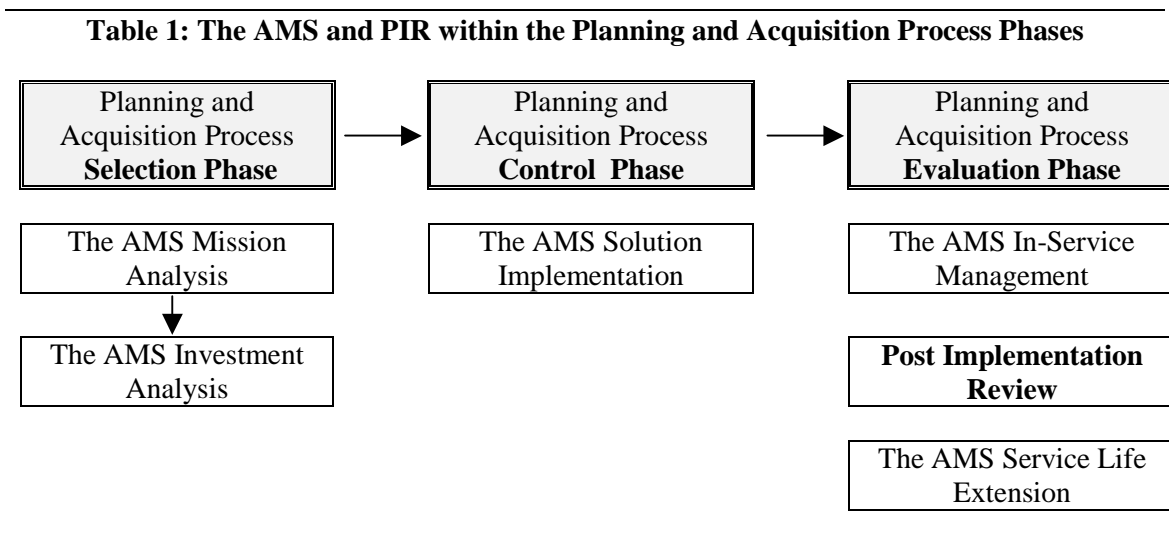 Table 1: The AMS and PIR within the Planning and Acquisition Process Phases
Planning and
Acquisition Process
Selection Phase
Planning and
Acquisition Process
Control Phase
Planning and
Acquisition Process
Evaluation Phase
The AMS Mission
Analysis
The AMS Solution
Implementation
The AMS In-Service
Management
The AMS Investment
Analysis
Post Implementation
Review
The AMS Service Life
Extension